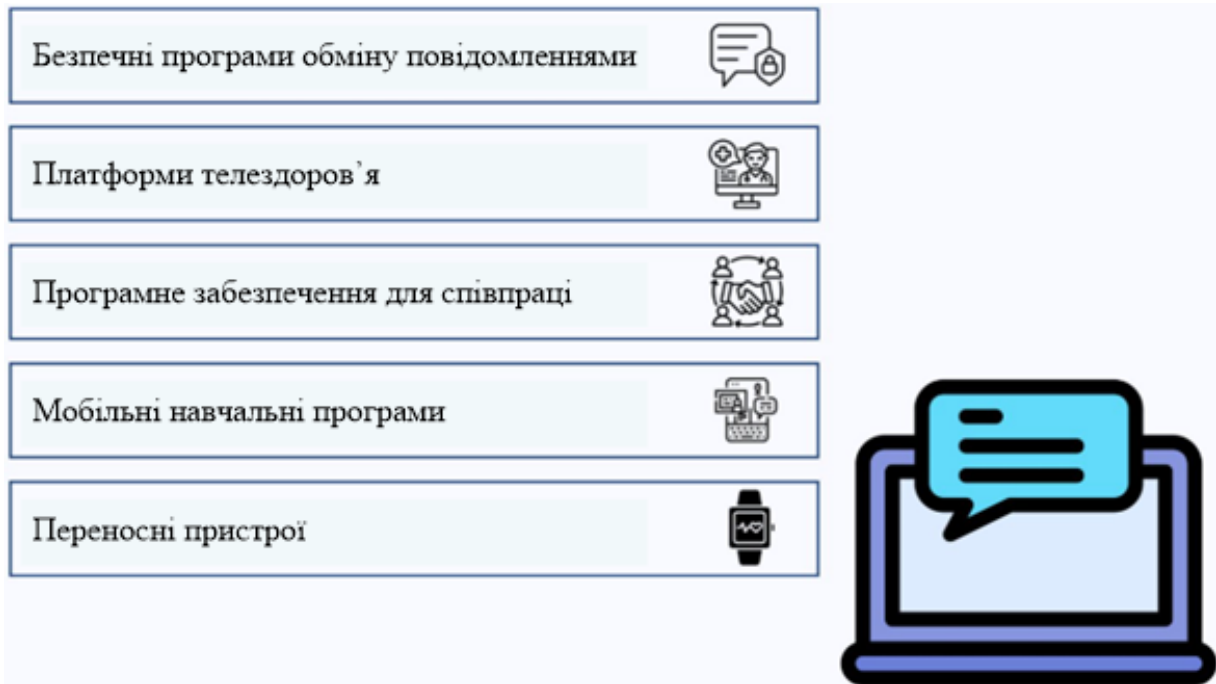 Безпечні програми обміну повідомленнями
Платформи телездоров’я
Програмне забезпечення для співпраці
Мобільні навчальні програми
Переносні пристрої